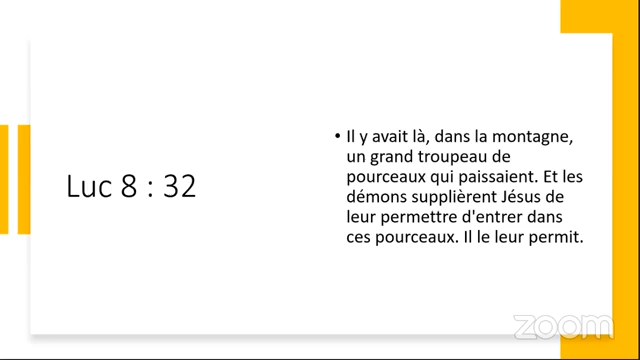 Luc 8 : 32
• Il y avait là, dans la montagne,
un grand troupeau de
pourceaux qui paissaient. Et les
démons supplièrent Jésus de
leur permettre d'entrer dans
ces pourceaux. Il le leur permit.
zoom